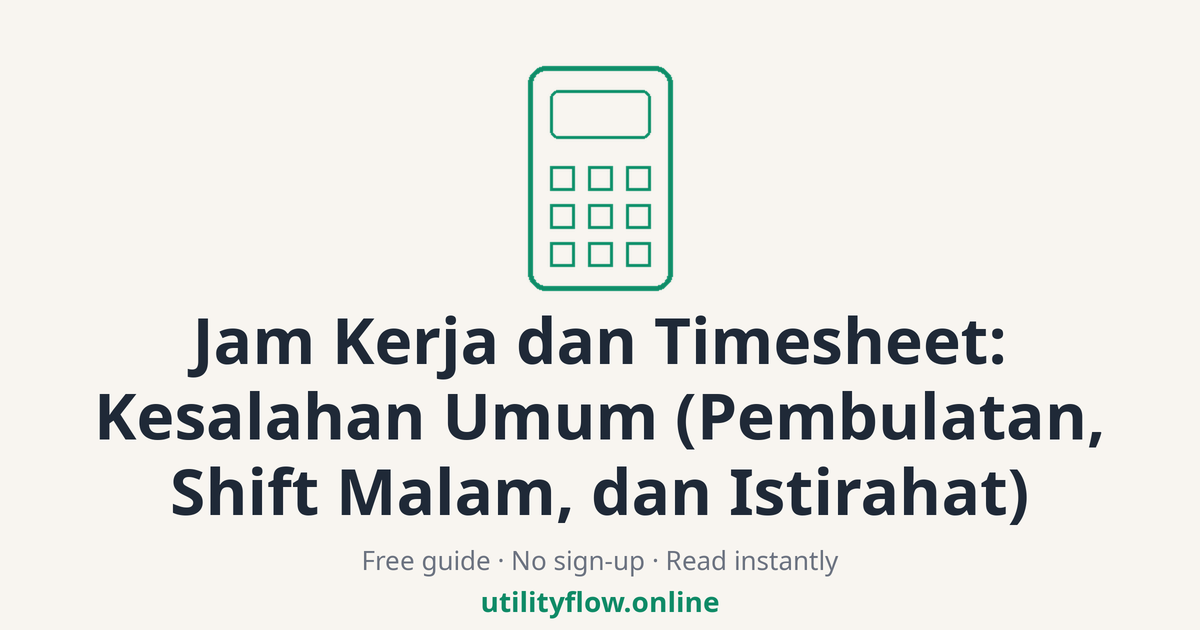 Jam Kerja dan Timesheet:
Kesalahan Umum (Pembulatan,
Shift Malam, dan Istirahat)
Free guide · No sign-up · Read instantly
utilityflow.online